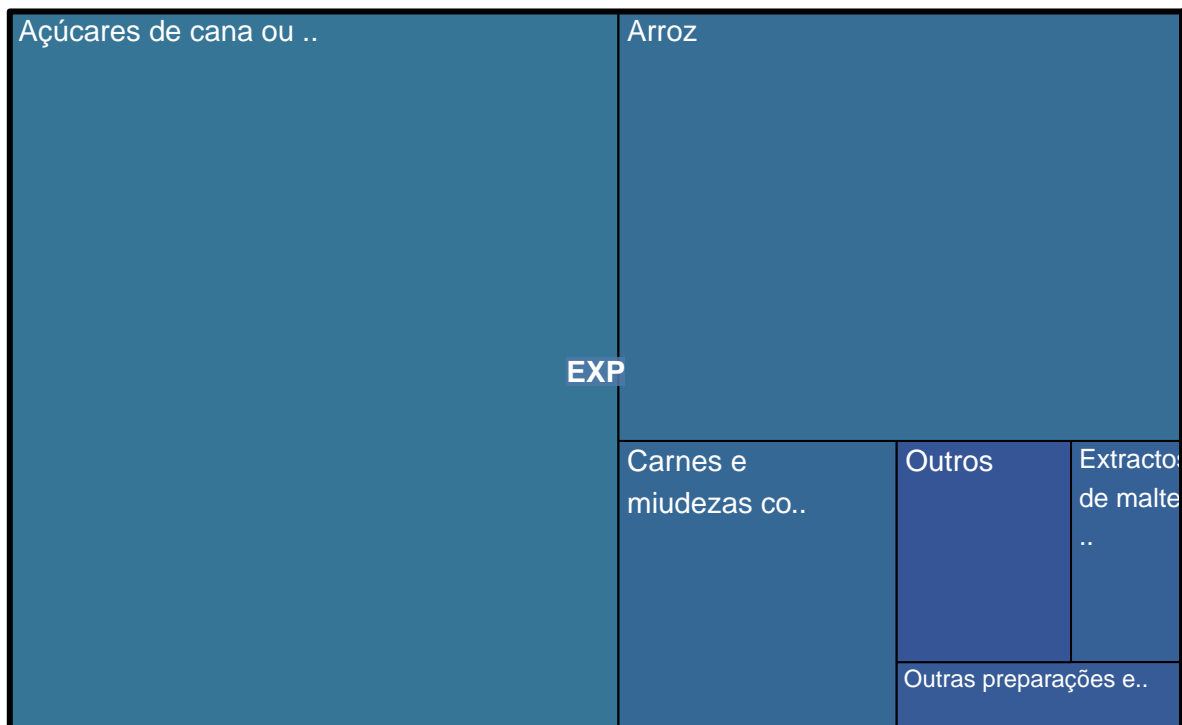 Açúcares de cana ou ..
Arroz
EXP
Carnes e
miudezas co..
Outros
Extractos
de malte
..
Outras preparações e..